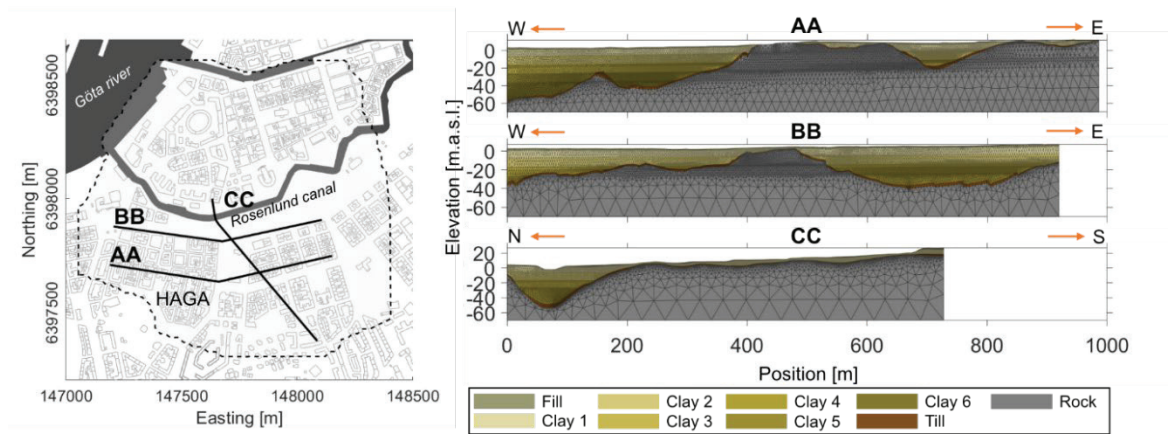 Göta river
CC
Rosenlund canal
BB
AA
HAGA
6398500
6398000
6397500
Northing [m]
147000
147500
148000
148500
Easting [m]
AA
W
E
0
-20
-40
-60
BB
W
E
0
-20
-40
-60
CC
N
S
20
0
-20
-40
-60
Elevation [m.a.s.l.]
0
200
400
600
800
1000
Position [m]
Fill
Clay 2
Clay 4
Clay 6
Rock
Clay 1
Clay 3
Clay 5
Till